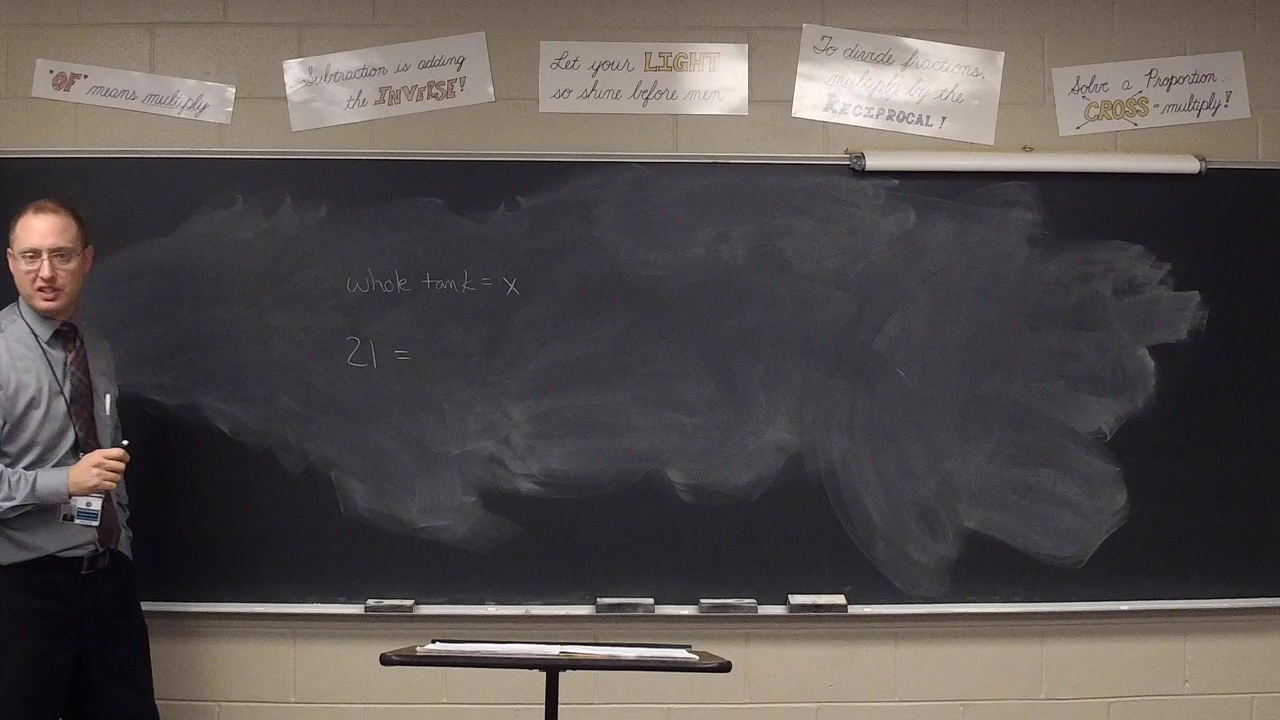 "OF" means multiply
Subtraction is adding
the INVERSE!
Let your LIGHT
so shine before men
To divide fractions,
multiply by the
RECIPROCAL!
Solve a Proportion.
CROSS-multiply!
whole tank = x
21 =